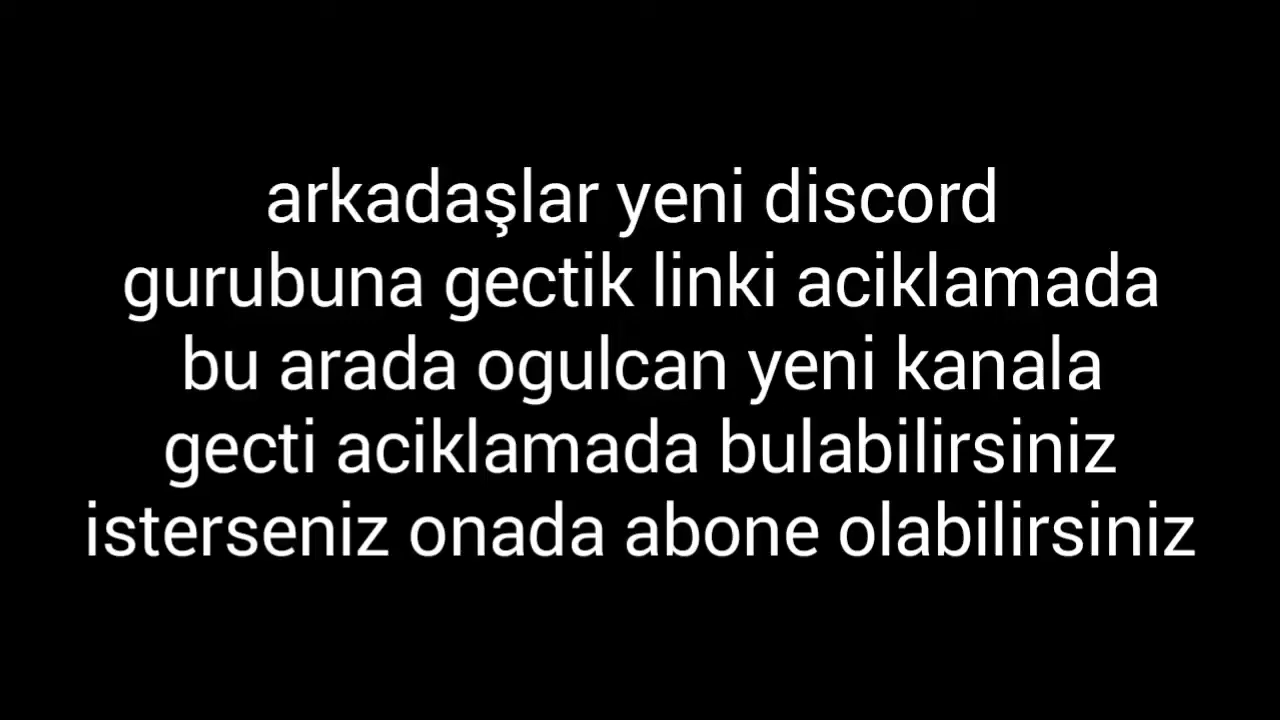 arkadaşlar yeni discord
gurubuna gectik linki aciklamada
bu arada ogulcan yeni kanala
gecti aciklamada bulabilirsiniz
isterseniz onada abone olabilirsiniz